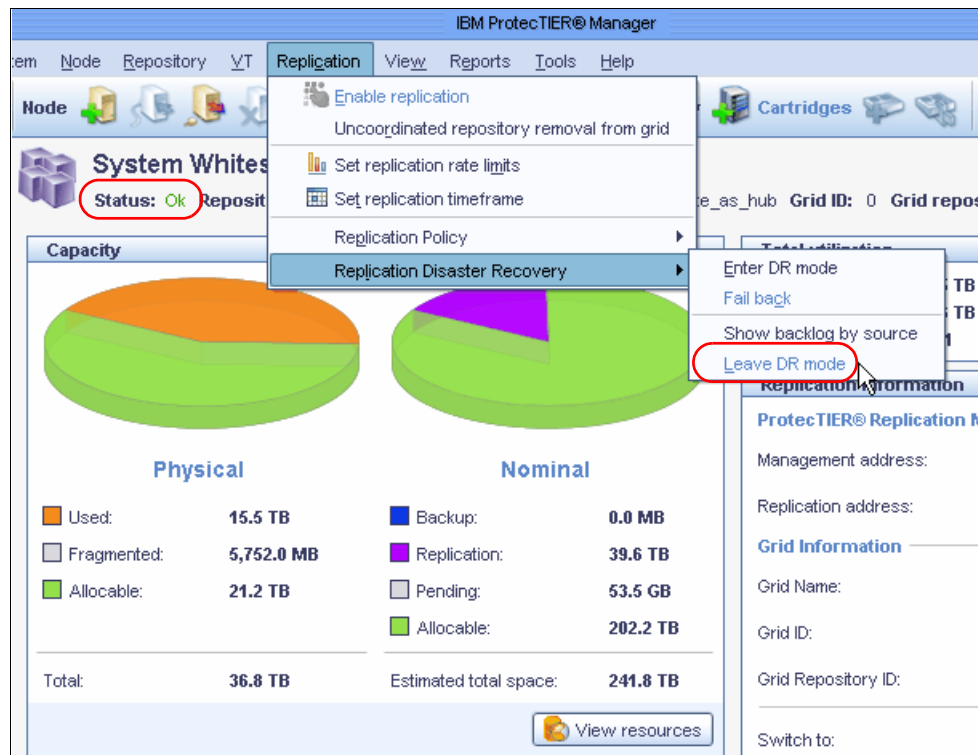 IBM ProtecTIER® Manager
Node Repository VT Replication View Reports Tools Help
Node
Cartridges
Enable replication
Uncoordinated repository removal from grid
Set replication rate limits
Set replication timeframe
Replication Policy
Replication Disaster Recovery
Enter DR mode
Fail back
Show backlog by source
Leave DR mode
System Whites
Status: Ok Reposit
e_as_hub Grid ID: 0 Grid repos
Capacity
Total utilization
TB
TB
Physical
Used: 15.5 TB
Fragmented: 5,752.0 MB
Allocable: 21.2 TB
Total: 36.8 TB
Nominal
Backup: 0.0 MB
Replication: 39.6 TB
Pending: 53.5 GB
Allocable: 202.2 TB
Estimated total space: 241.8 TB
View resources
Replication Information
ProtecTIER® Replication M
Management address:
Replication address:
Grid Information
Grid Name:
Grid ID:
Grid Repository ID:
Switch to: